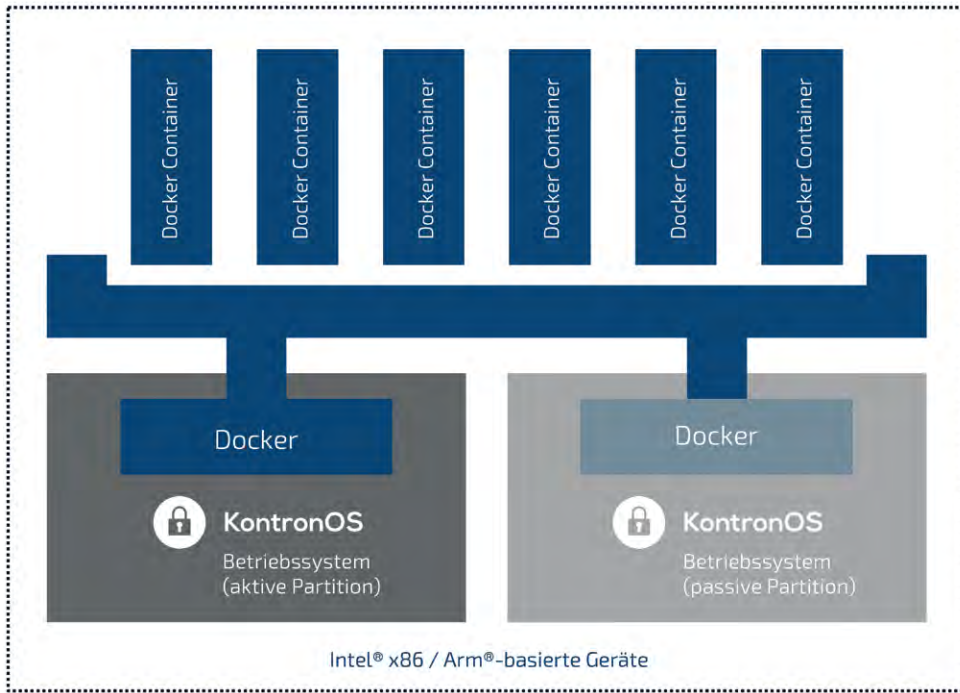 Docker Container
Docker Container
Docker Container
Docker Container
Docker Container
Docker Container
Docker
Docker
KontronOS
Betriebssystem
(aktive Partition)
KontronOS
Betriebssystem
(passive Partition)
Intel® x86 / Arm®-basierte Geräte